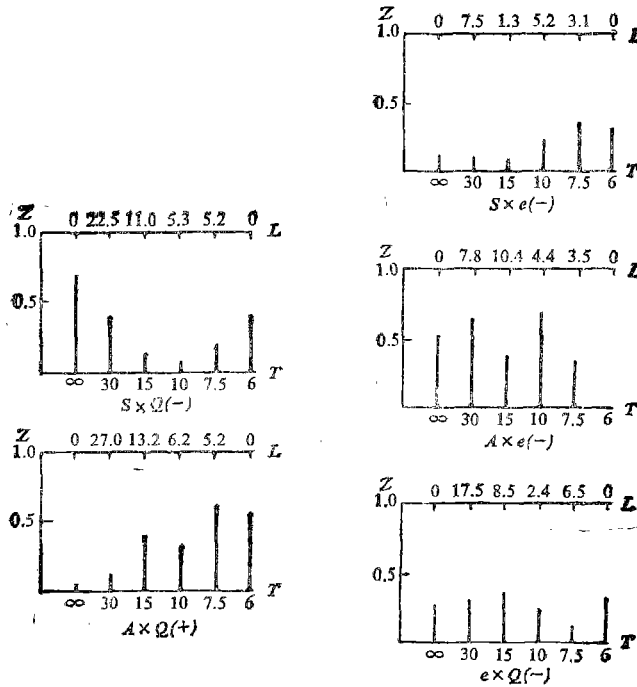 Z 0 22.5 11.0 5.3 5.2 0
1.0 L
0.5
T
∞ 30 15 10 7.5 6
S×Q(-)
Z 0 27.0 13.2 6.2 5.2 0
1.0 L
0.5
T
∞ 30 15 10 7.5 6
A×Q(+)
Z 0 7.5 1.3 5.2 3.1 0
1.0 L
0.5
T
∞ 30 15 10 7.5 6
S×e(-)
Z 0 7.8 10.4 4.4 3.5 0
1.0 L
0.5
T
∞ 30 15 10 7.5 6
A×e(-)
Z 0 17.5 8.5 2.4 6.5 0
1.0 L
0.5
T
∞ 30 15 10 7.5 6
e×Q(-)